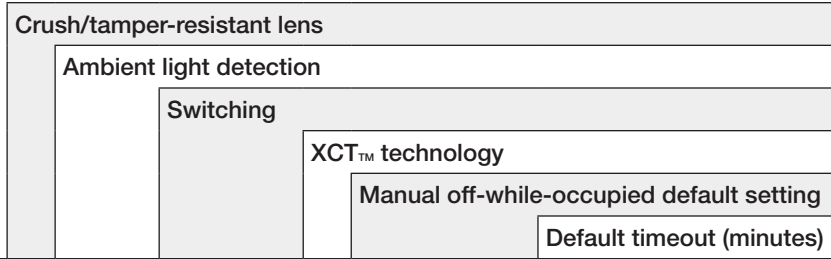 Crush/tamper-resistant lens
Ambient light detection
Switching
XCT™ technology
Manual off-while-occupied default setting
Default timeout (minutes)